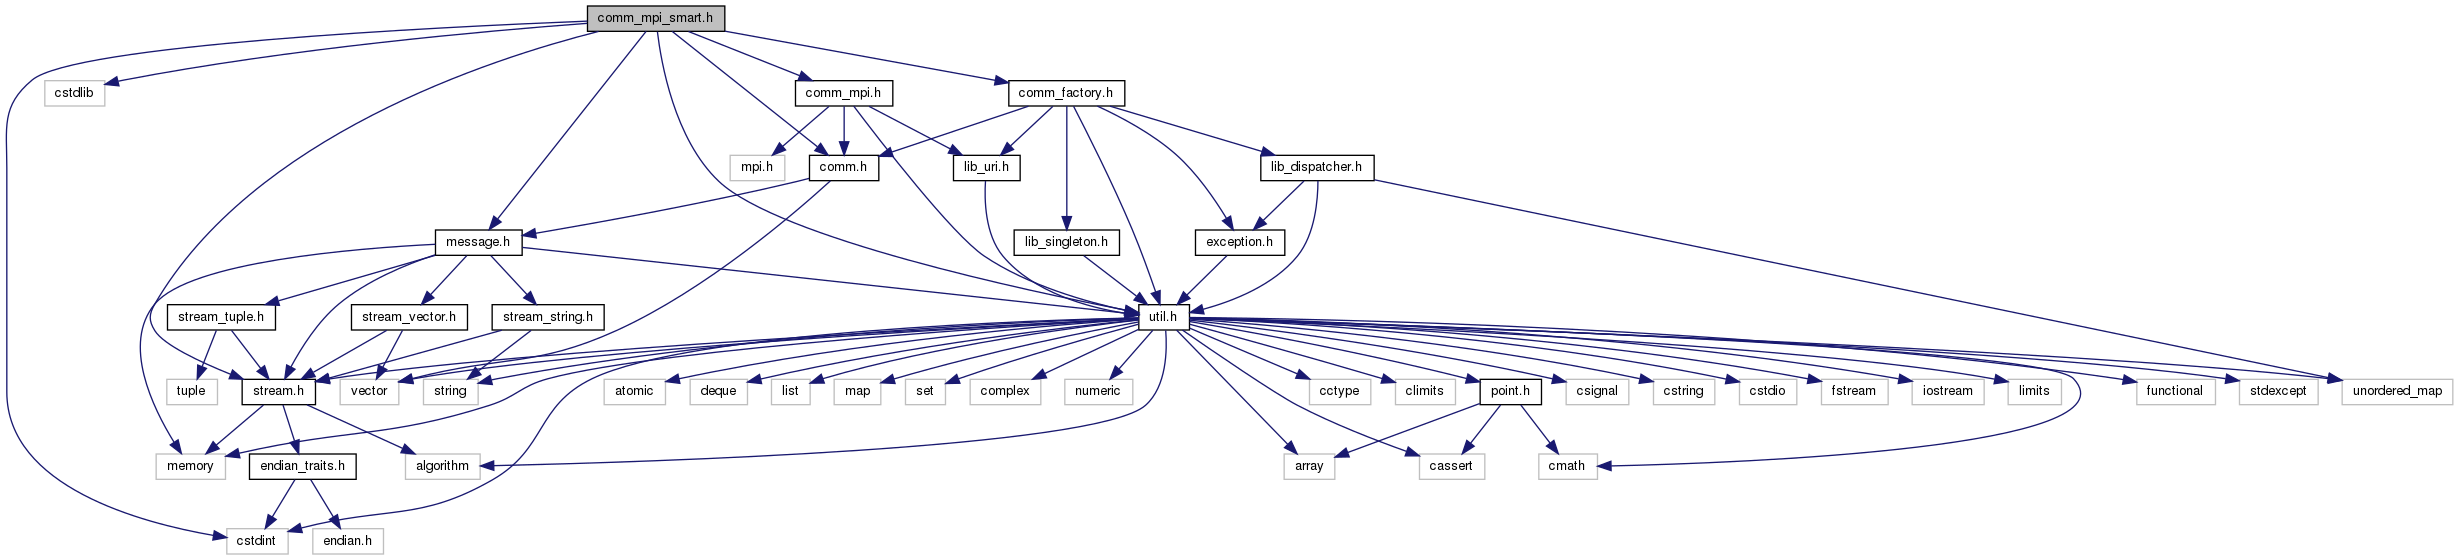 comm_mpi_smart.h
cstdlib
comm_mpi.h
comm_factory.h
mpi.h
comm.h
lib_uri.h
lib_dispatcher.h
message.h
lib_singleton.h
exception.h
stream_tuple.h
stream_vector.h
stream_string.h
util.h
tuple
stream.h
vector
string
atomic
deque
list
map
set
complex
numeric
cctype
climits
point.h
csignal
cstring
cstdio
fstream
iostream
limits
functional
stdexcept
unordered_map
memory
endian_traits.h
algorithm
array
cassert
cmath
cstdint
endian.h